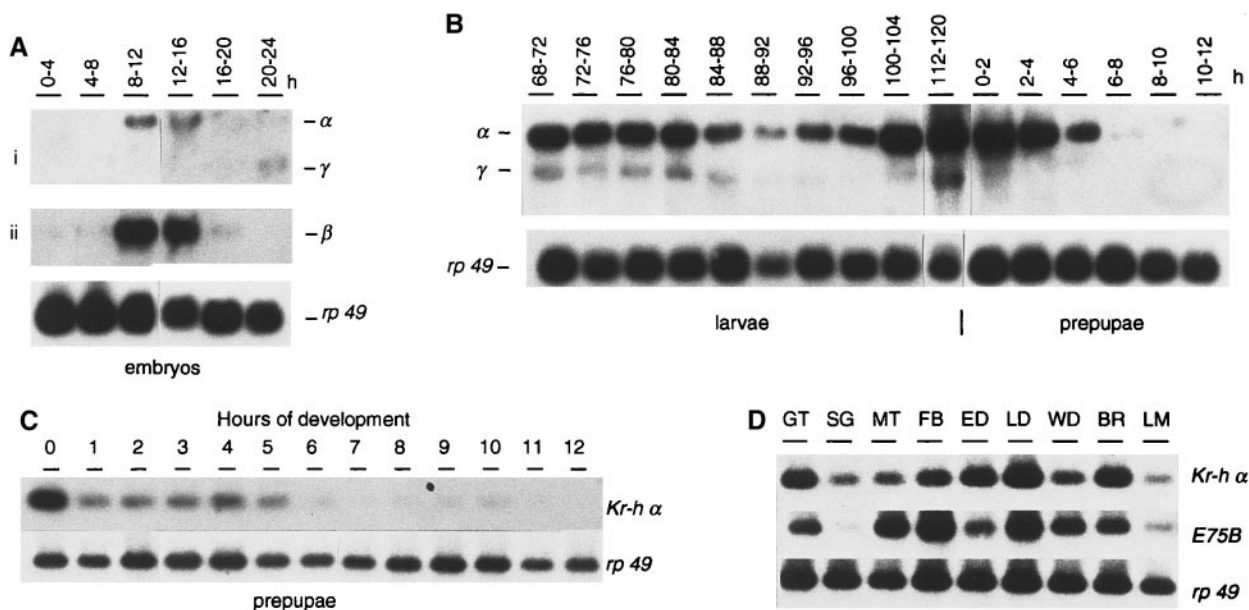 A
0-4 4-8 8-12 12-16 16-20 20-24 h
i
α
γ
ii
β
rp 49
embryos
B
68-72 72-76 76-80 80-84 84-88 88-92 92-96 96-100 100-104 112-120 0-2 2-4 4-6 6-8 8-10 10-12 h
α
γ
rp 49
larvae prepupae
C
Hours of development
0 1 2 3 4 5 6 7 8 9 10 11 12
Kr-h α
rp 49
prepupae
D
GT SG MT FB ED LD WD BR LM
Kr-h α
E75B
rp 49